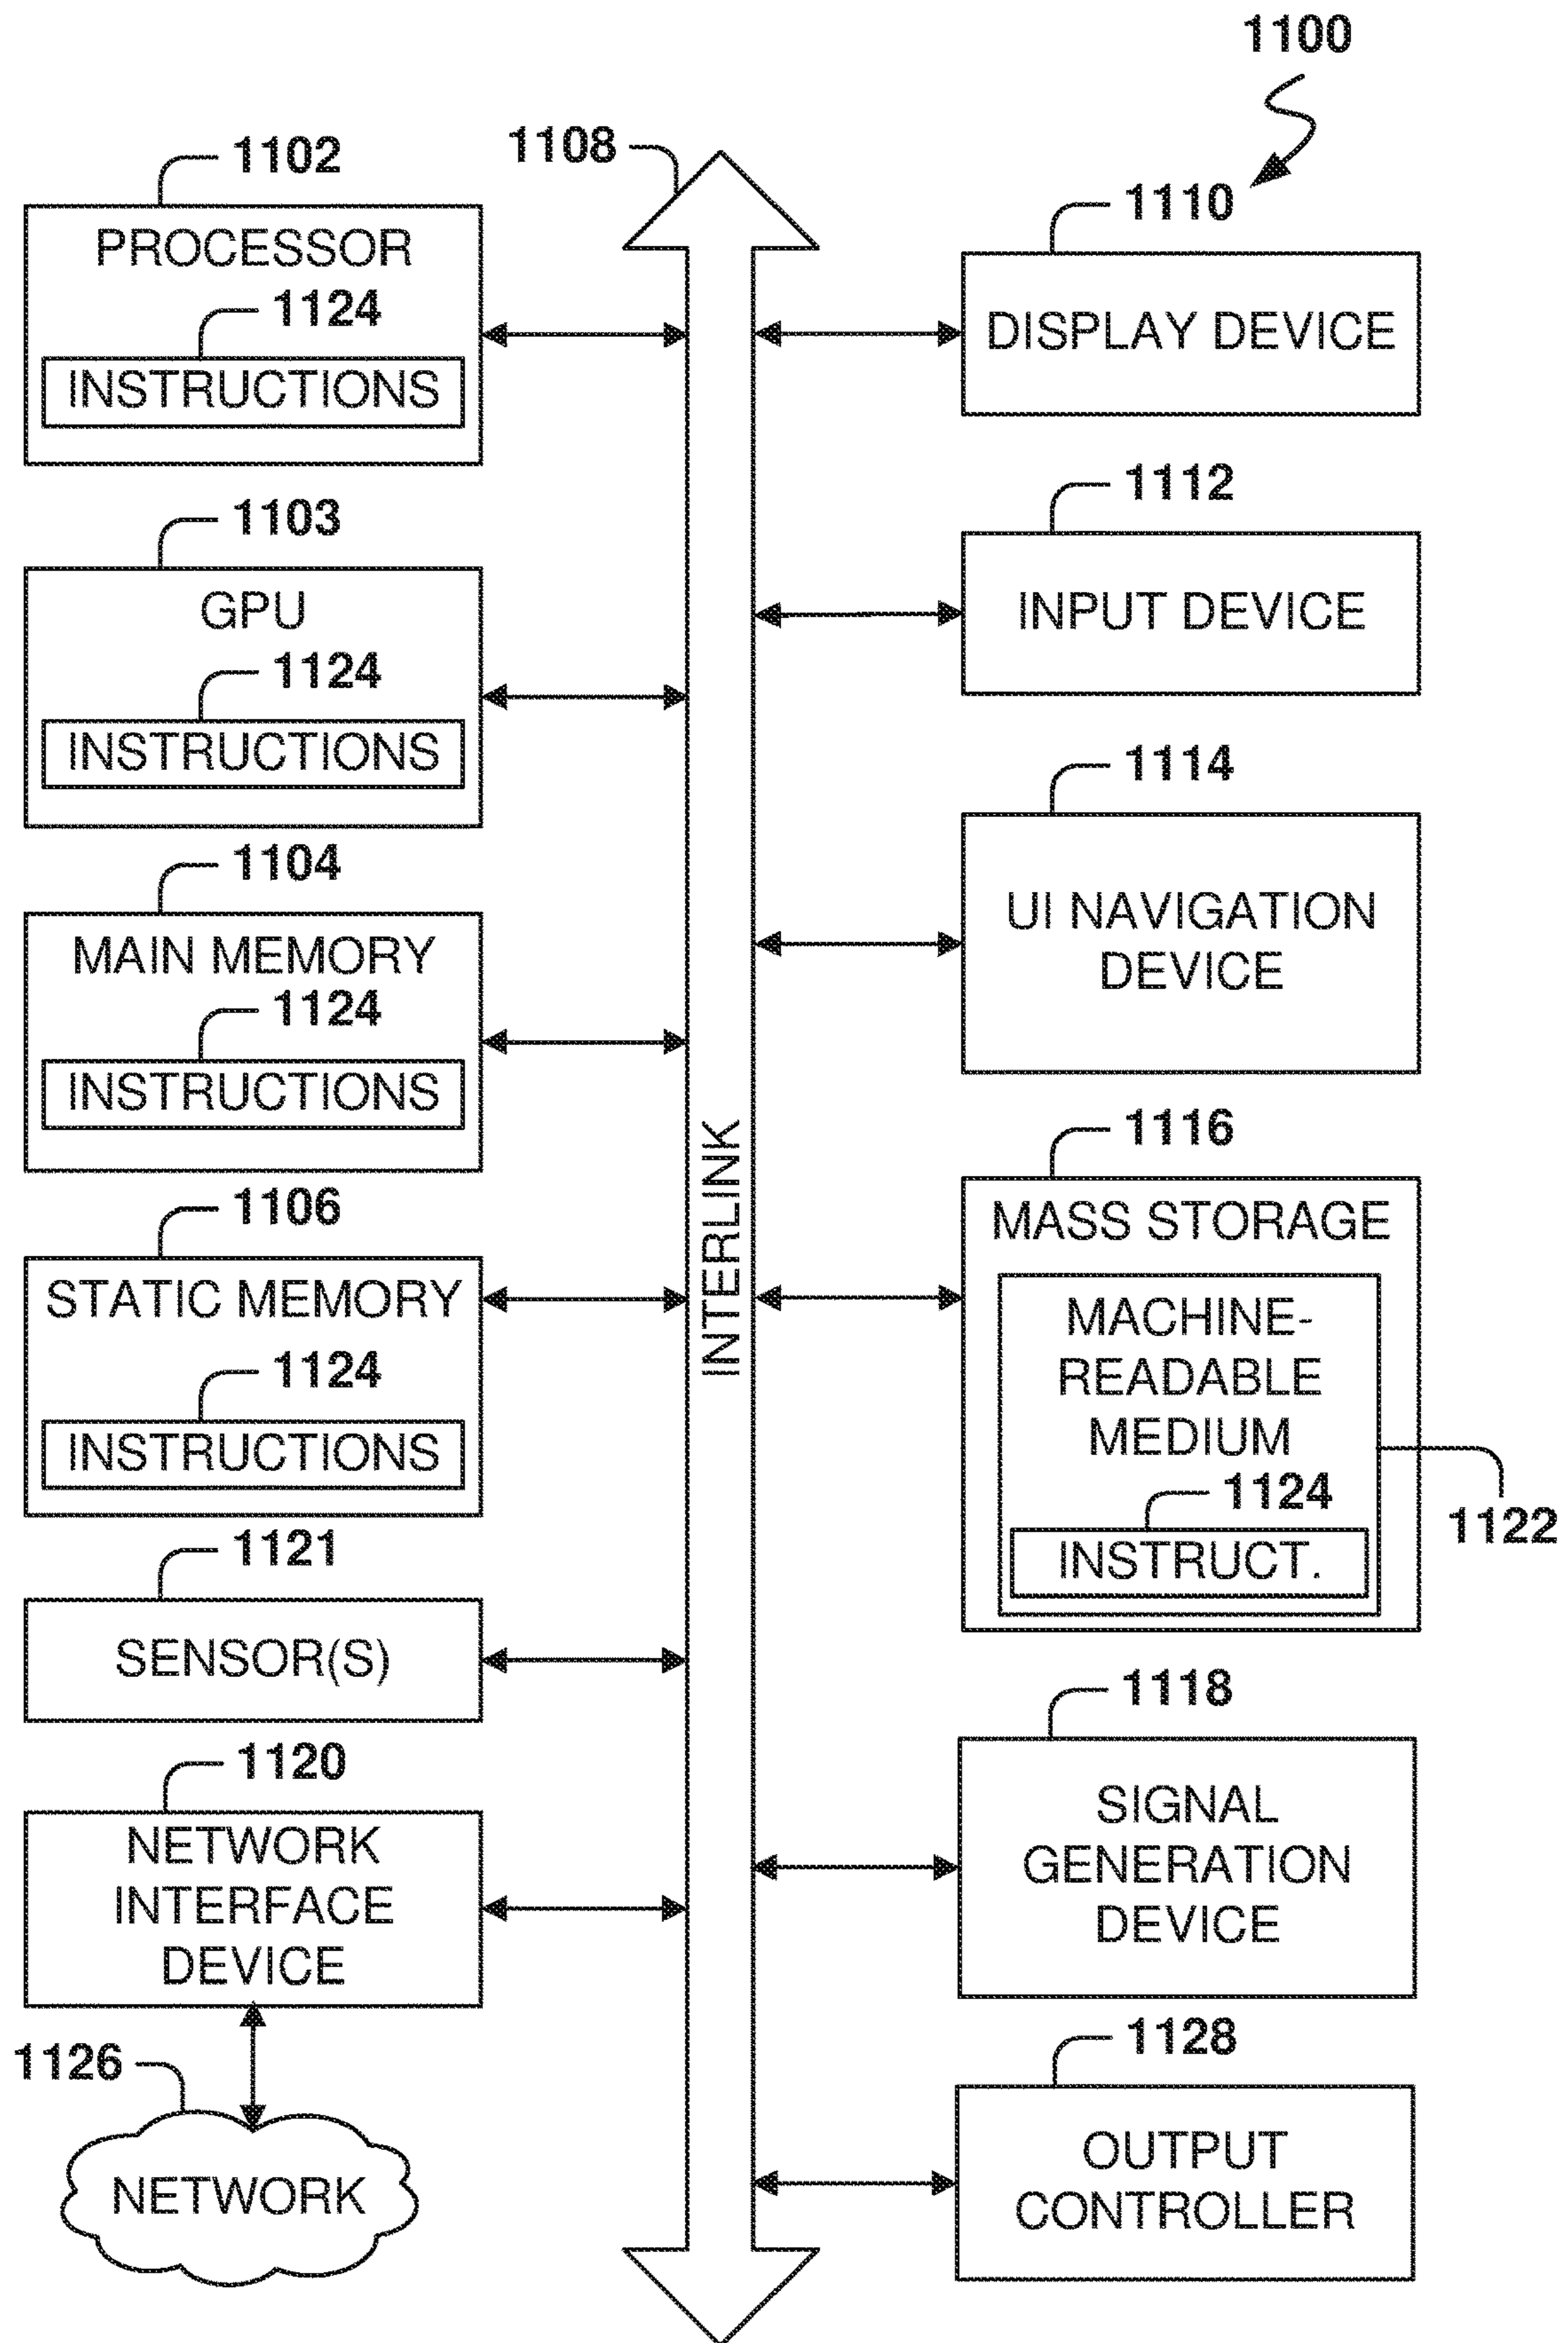 1100
1102
PROCESSOR
1124
INSTRUCTIONS
1103
GPU
1124
INSTRUCTIONS
1104
MAIN MEMORY
1124
INSTRUCTIONS
1106
STATIC MEMORY
1124
INSTRUCTIONS
1121
SENSOR(S)
1120
NETWORK
INTERFACE
DEVICE
1126
NETWORK
1108
INTERLINK
1110
DISPLAY DEVICE
1112
INPUT DEVICE
1114
UI NAVIGATION
DEVICE
1116
MASS STORAGE
MACHINE-
READABLE
MEDIUM
1124
INSTRUCT.
1122
1118
SIGNAL
GENERATION
DEVICE
1128
OUTPUT
CONTROLLER